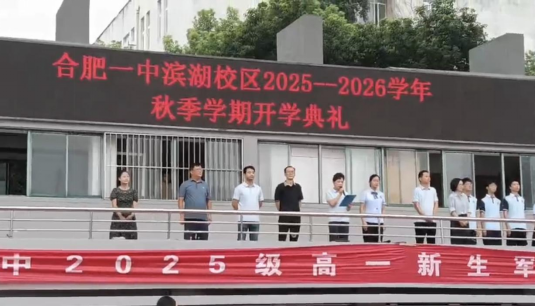 合肥一中滨湖校区2025--2026学年
秋季学期开学典礼
中2025级高一新生军